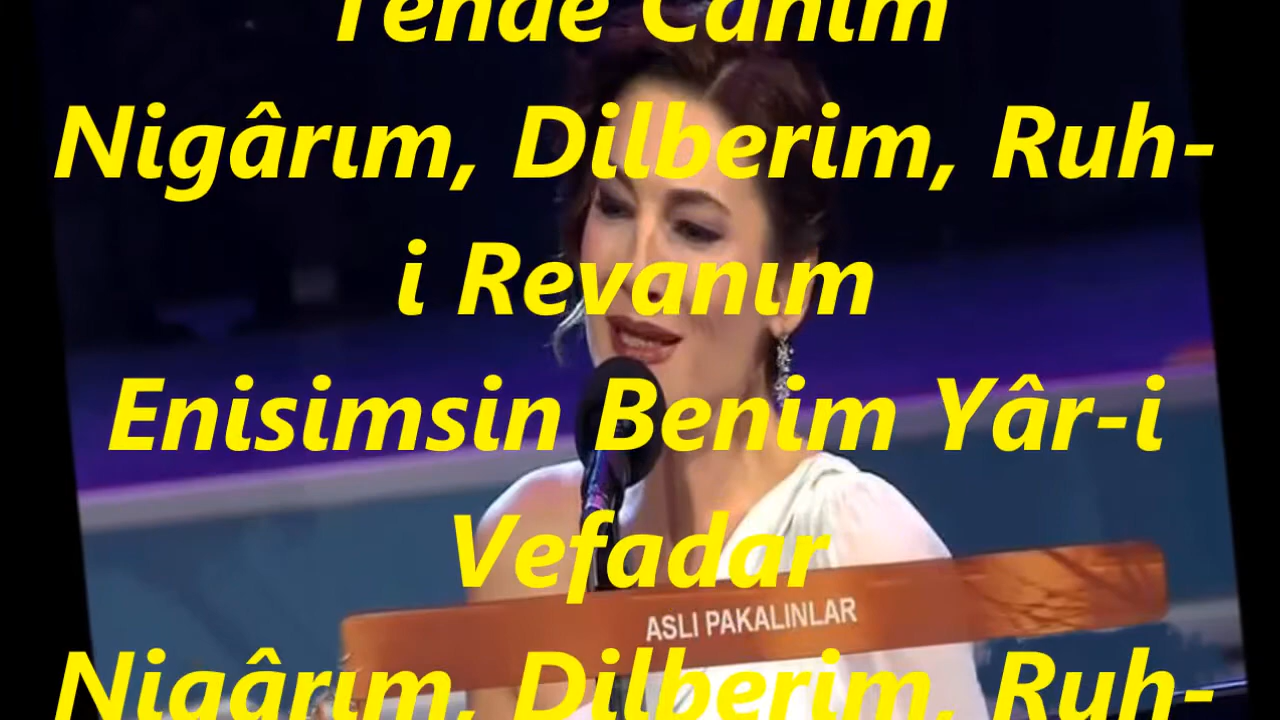 Tende Canım
Nigârım, Dilberim, Ruh-
i Revanım
Enisimsin Benim Yâr-i
Vefadar
ASLI PAKALINLAR
Nigârım, Dilberim, Ruh-